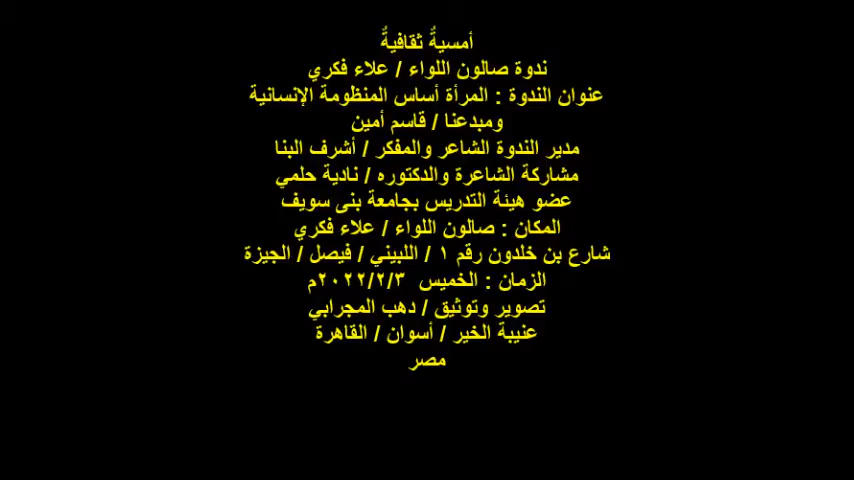 أمسيةٌ ثقافيةٌ
ندوة صالون اللواء / علاء فكري
عنوان الندوة : المرأة أساس المنظومة الإنسانية
ومبدعنا / قاسم أمين
مدير الندوة الشاعر والمفكر / أشرف البنا
مشاركة الشاعرة والدكتوره / نادية حلمي
عضو هيئة التدريس بجامعة بنى سويف
المكان : صالون اللواء / علاء فكري
شارع بن خلدون رقم ١ / اللبيني / فيصل / الجيزة
الزمان : الخميس ٢٠٢٢/٢/٣م
تصوير وتوثيق / دهب المجرابي
عنيبة الخير / أسوان / القاهرة
مصر